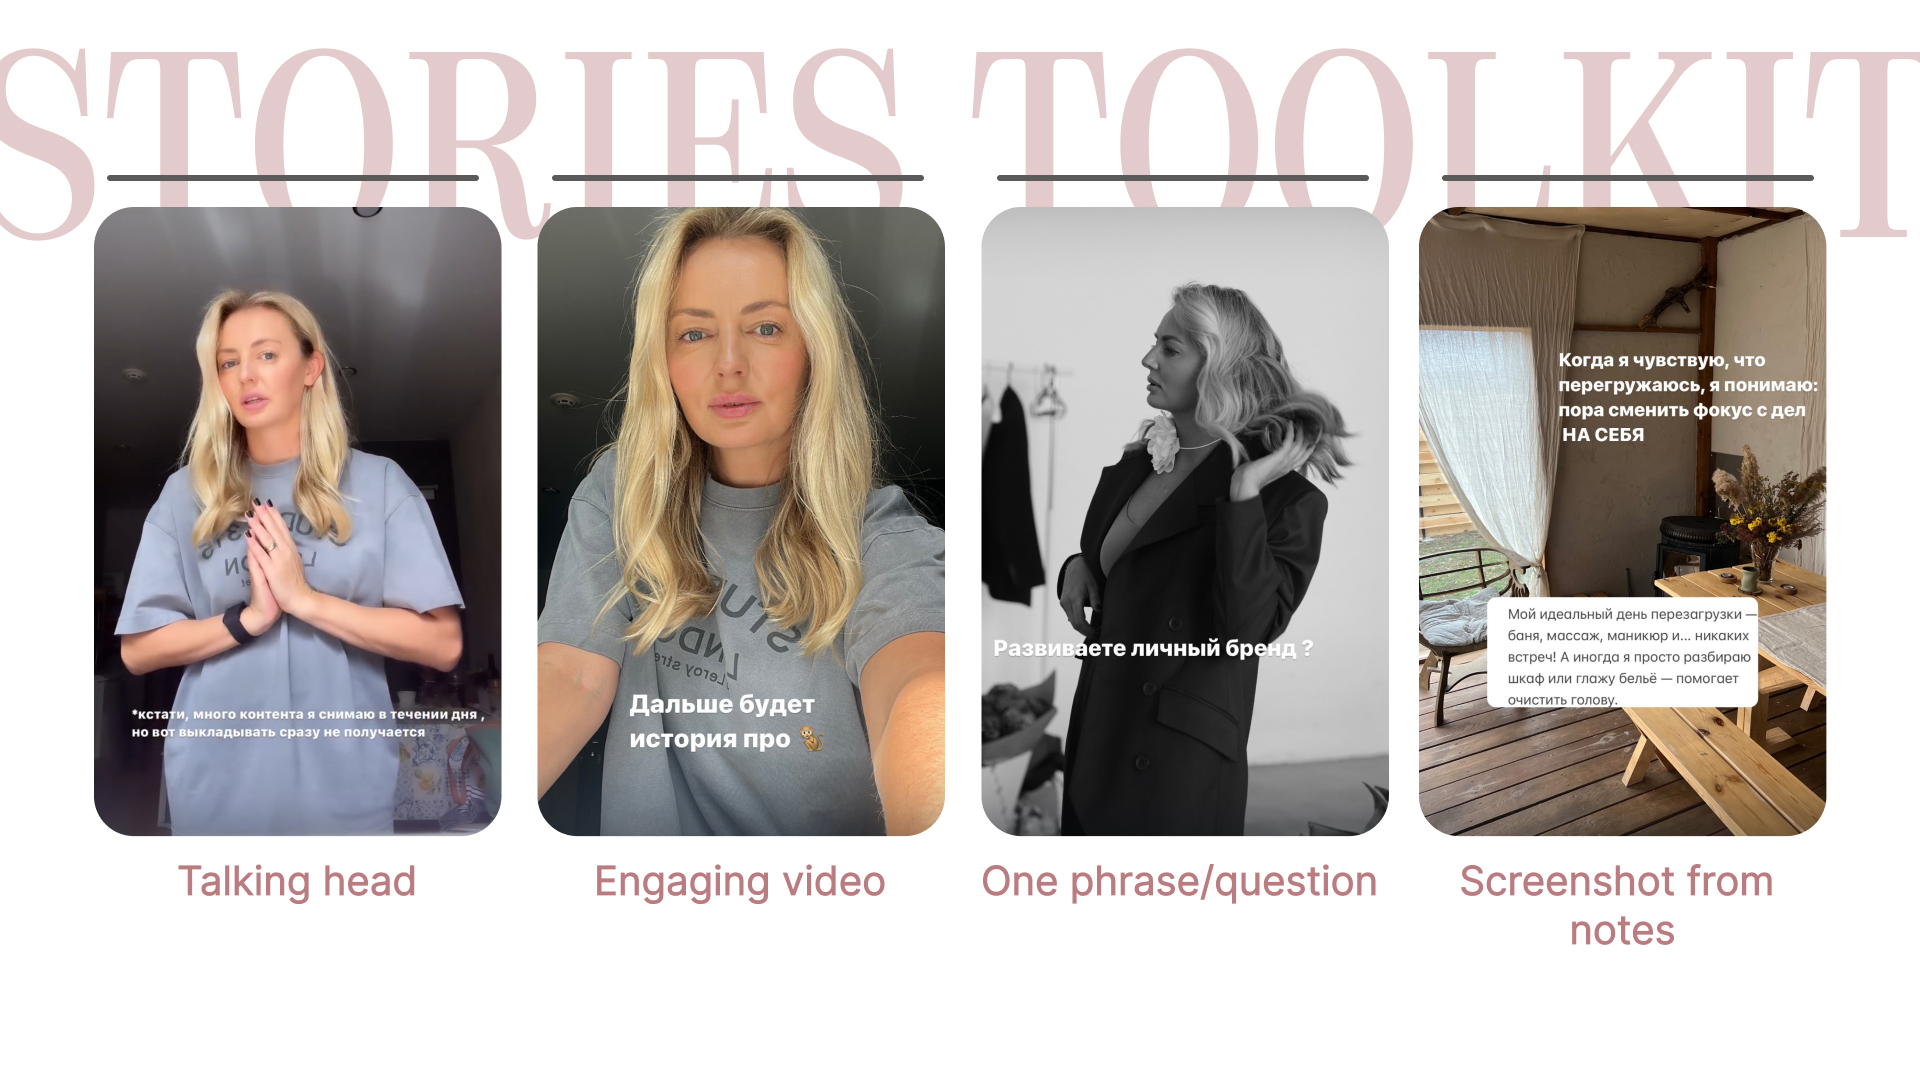 STORIES TOOLKIT
*кстати, много контента я снимаю в течении дня ,
но вот выкладывать сразу не получается
Talking head
Дальше будет
история про 🐒
Engaging video
Развиваете личный бренд ?
One phrase/question
Когда я чувствую, что
перегружаюсь, я понимаю:
пора сменить фокус с дел
НА СЕБЯ
Мой идеальный день перезагрузки —
баня, массаж, маникюр и... никаких
встреч! А иногда я просто разбираю
шкаф или глажу бельё — помогает
очистить голову.
Screenshot from
notes